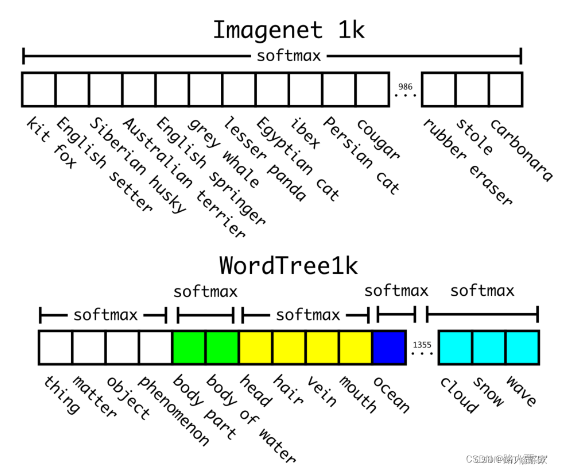 Imagenet 1k
softmax
986
...
kit fox
English setter
Siberian husky
Australian terrier
English springer
grey whale
lesser panda
Egyptian cat
ibex
Persian cat
cougar
rubber eraser
stole
carbonara
WordTree1k
softmax
softmax
softmax
softmax
softmax
1355
...
thing
matter
object
phenomenon
body part
body of water
head
hair
vein
mouth
ocean
cloud
snow
wave